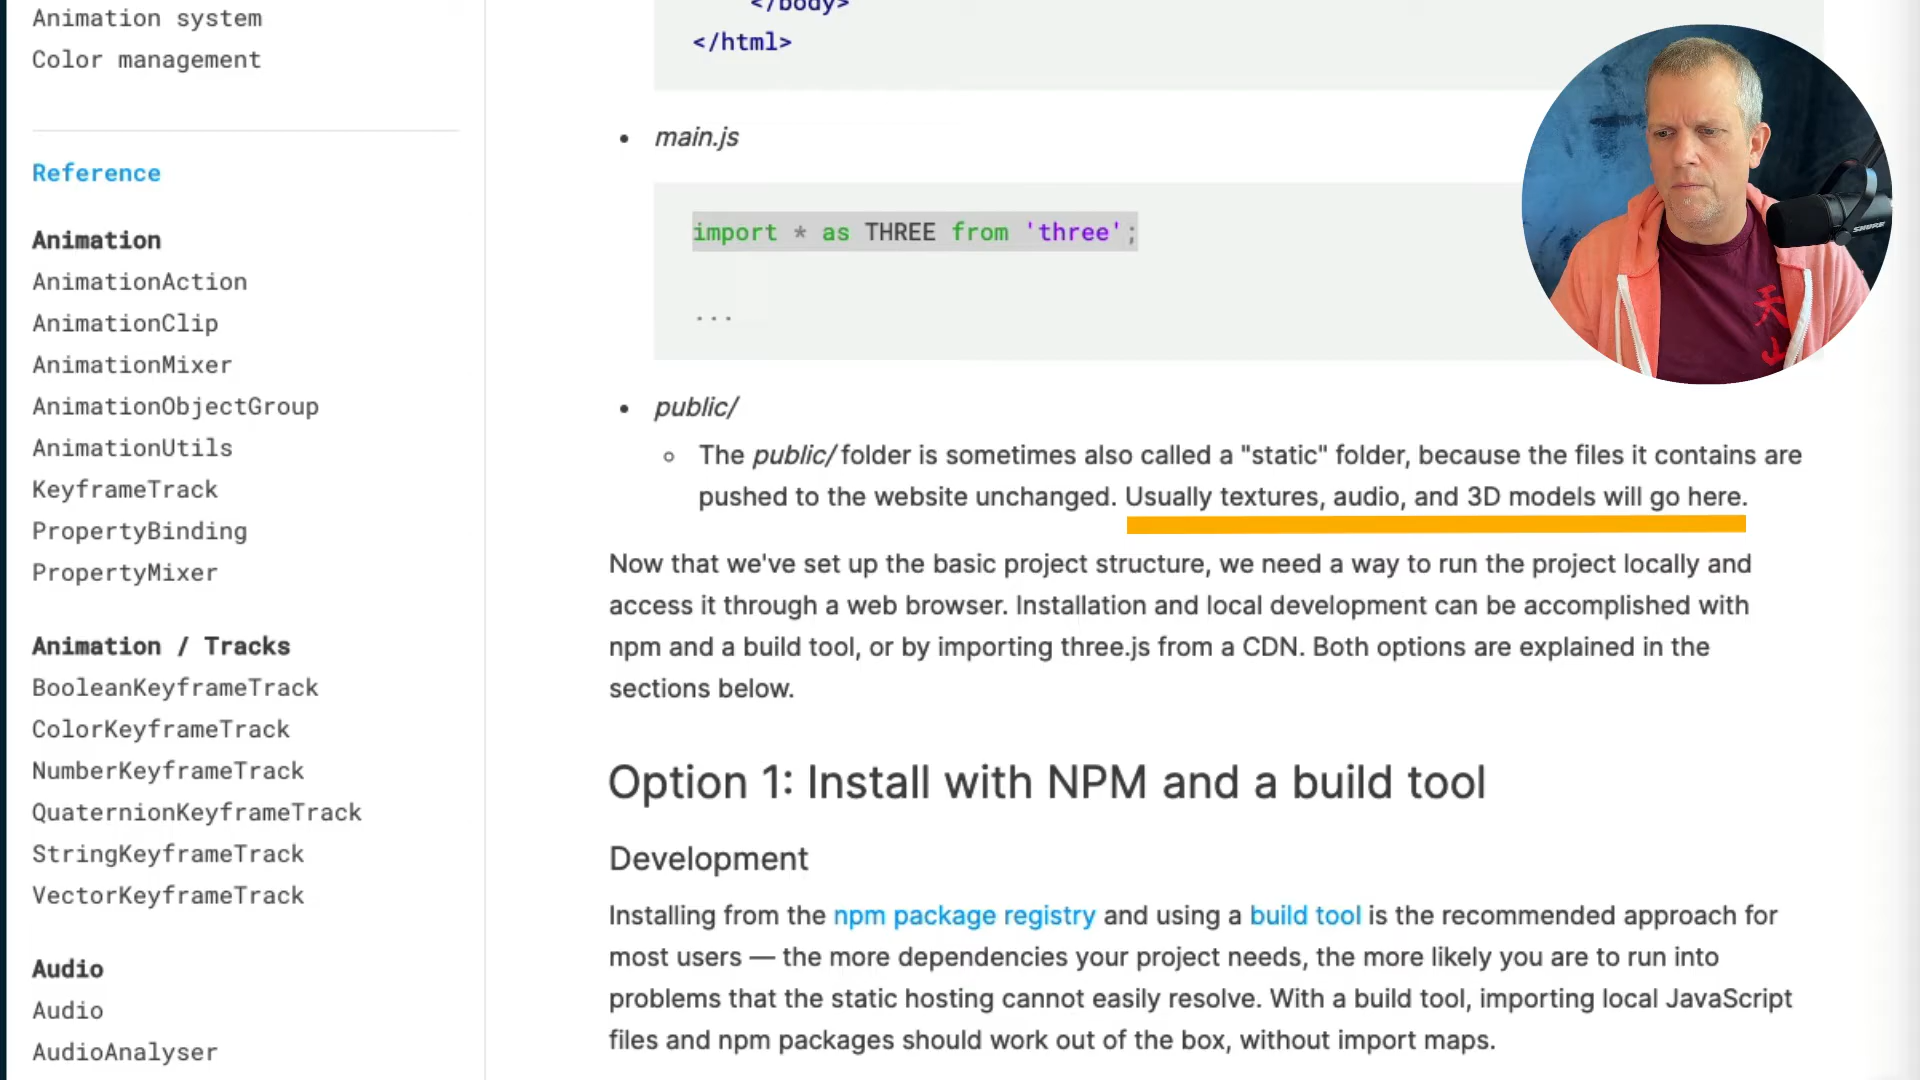 Animation system
Color management
Reference
Animation
AnimationAction
AnimationClip
AnimationMixer
AnimationObjectGroup
AnimationUtils
KeyframeTrack
PropertyBinding
PropertyMixer
Animation / Tracks
BooleanKeyframeTrack
ColorKeyframeTrack
NumberKeyframeTrack
QuaternionKeyframeTrack
StringKeyframeTrack
VectorKeyframeTrack
Audio
Audio
AudioAnalyser
</body>
</html>
• main.js
import * as THREE from 'three';
...
• public/
The public/ folder is sometimes also called a "static" folder, because the files it contains are
pushed to the website unchanged. Usually textures, audio, and 3D models will go here.
Now that we've set up the basic project structure, we need a way to run the project locally and
access it through a web browser. Installation and local development can be accomplished with
npm and a build tool, or by importing three.js from a CDN. Both options are explained in the
sections below.
Option 1: Install with NPM and a build tool
Development
Installing from the npm package registry and using a build tool is the recommended approach for
most users — the more dependencies your project needs, the more likely you are to run into
problems that the static hosting cannot easily resolve. With a build tool, importing local JavaScript
files and npm packages should work out of the box, without import maps.
SHURE
天
山